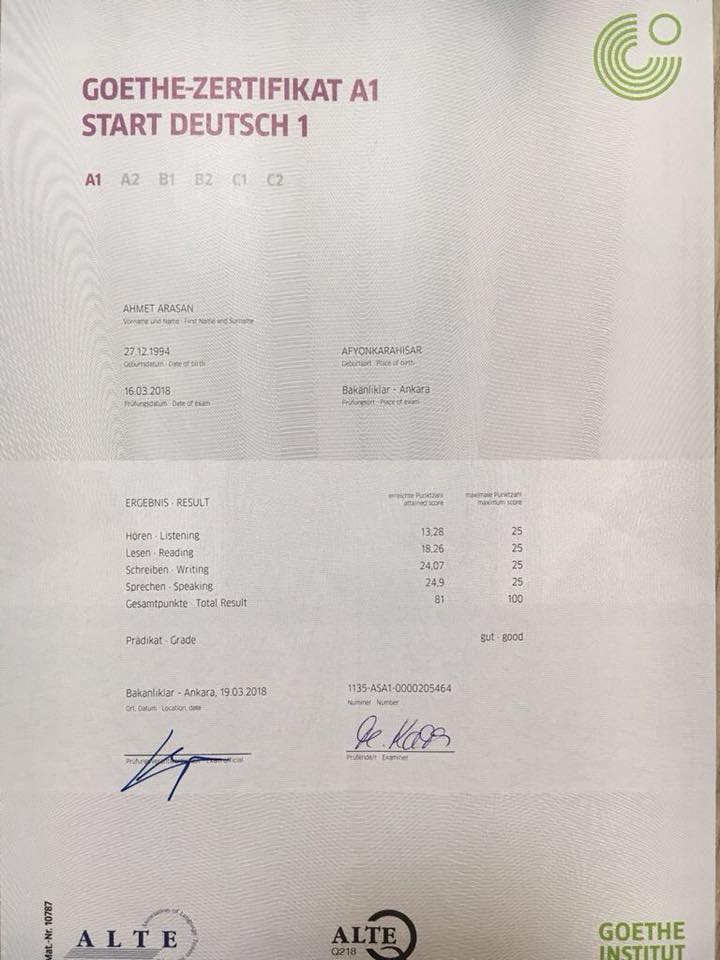 GOETHE-ZERTIFIKAT A1
START DEUTSCH 1
A1 A2 B1 B2 C1 C2
AHMET ARASAN
Vorname und Name · First Name and Surname
27.12.1994 AFYONKARAHISAR
Geburtsdatum · Date of birth Geburtsort · Place of birth
16.03.2018 Bakanliklar - Ankara
Prüfungsdatum · Date of exam Prüfungsort · Place of exam
ERGEBNIS · RESULT
erreichte Punktzahl maximale Punktzahl
attained score maximum score
Hören · Listening 13,28 25
Lesen · Reading 18,26 25
Schreiben · Writing 24,07 25
Sprechen · Speaking 24,9 25
Gesamtpunkte · Total Result 81 100
Prädikat · Grade gut · good
Bakanliklar - Ankara, 19.03.2018 1135-ASA1-0000205464
Ort, Datum · Location, date Nummer · Number
Exam official Prüfende/r · Examiner
Mat.-Nr. 10787
ALTE
ALTE
Q218
GOETHE
INSTITUT